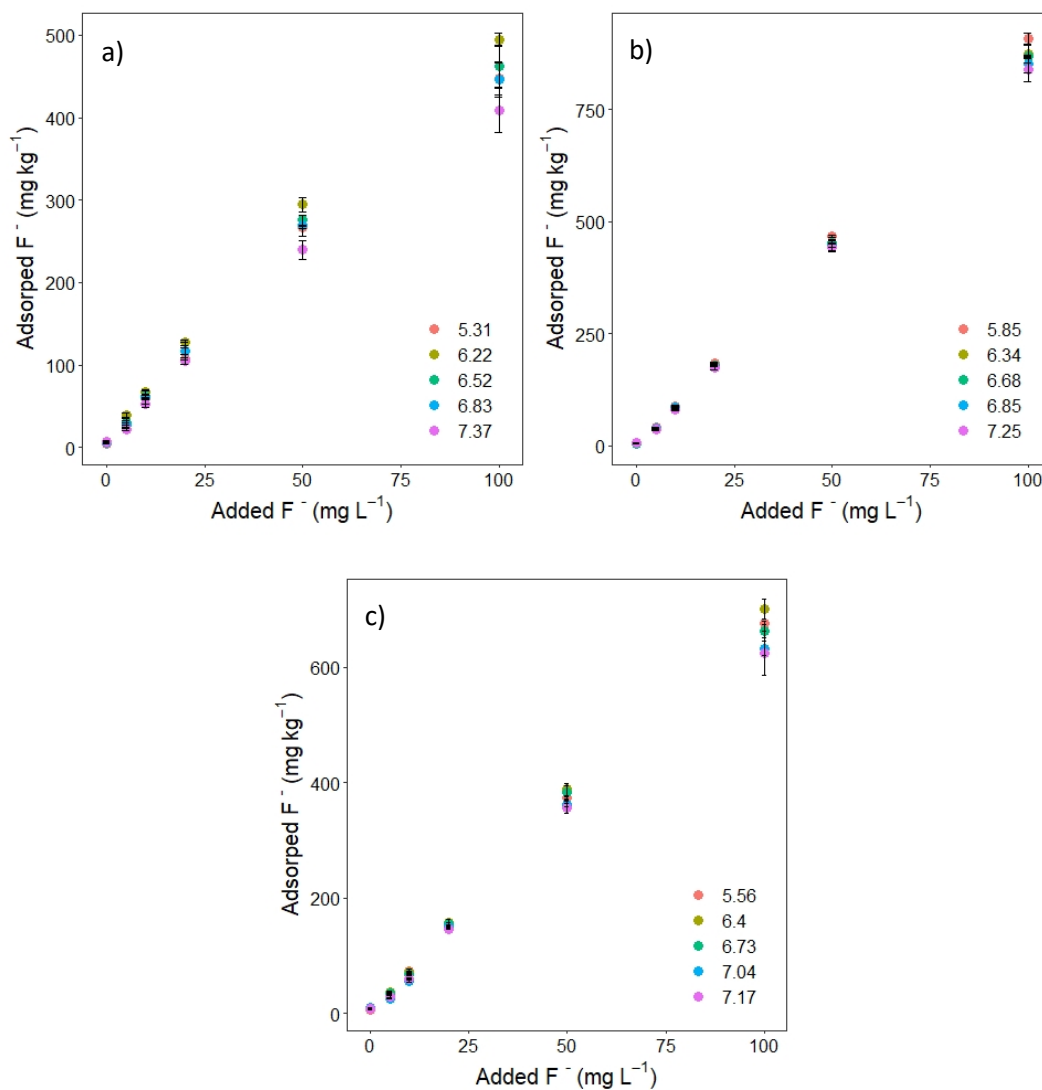 a)
500
400
300
200
100
0
Adsorped F ⁻ (mg kg⁻¹)
5.31
6.22
6.52
6.83
7.37
0 25 50 75 100
Added F ⁻ (mg L⁻¹)
b)
750
500
250
0
Adsorped F ⁻ (mg kg⁻¹)
5.85
6.34
6.68
6.85
7.25
0 25 50 75 100
Added F ⁻ (mg L⁻¹)
c)
600
400
200
0
Adsorped F ⁻ (mg kg⁻¹)
5.56
6.4
6.73
7.04
7.17
0 25 50 75 100
Added F ⁻ (mg L⁻¹)